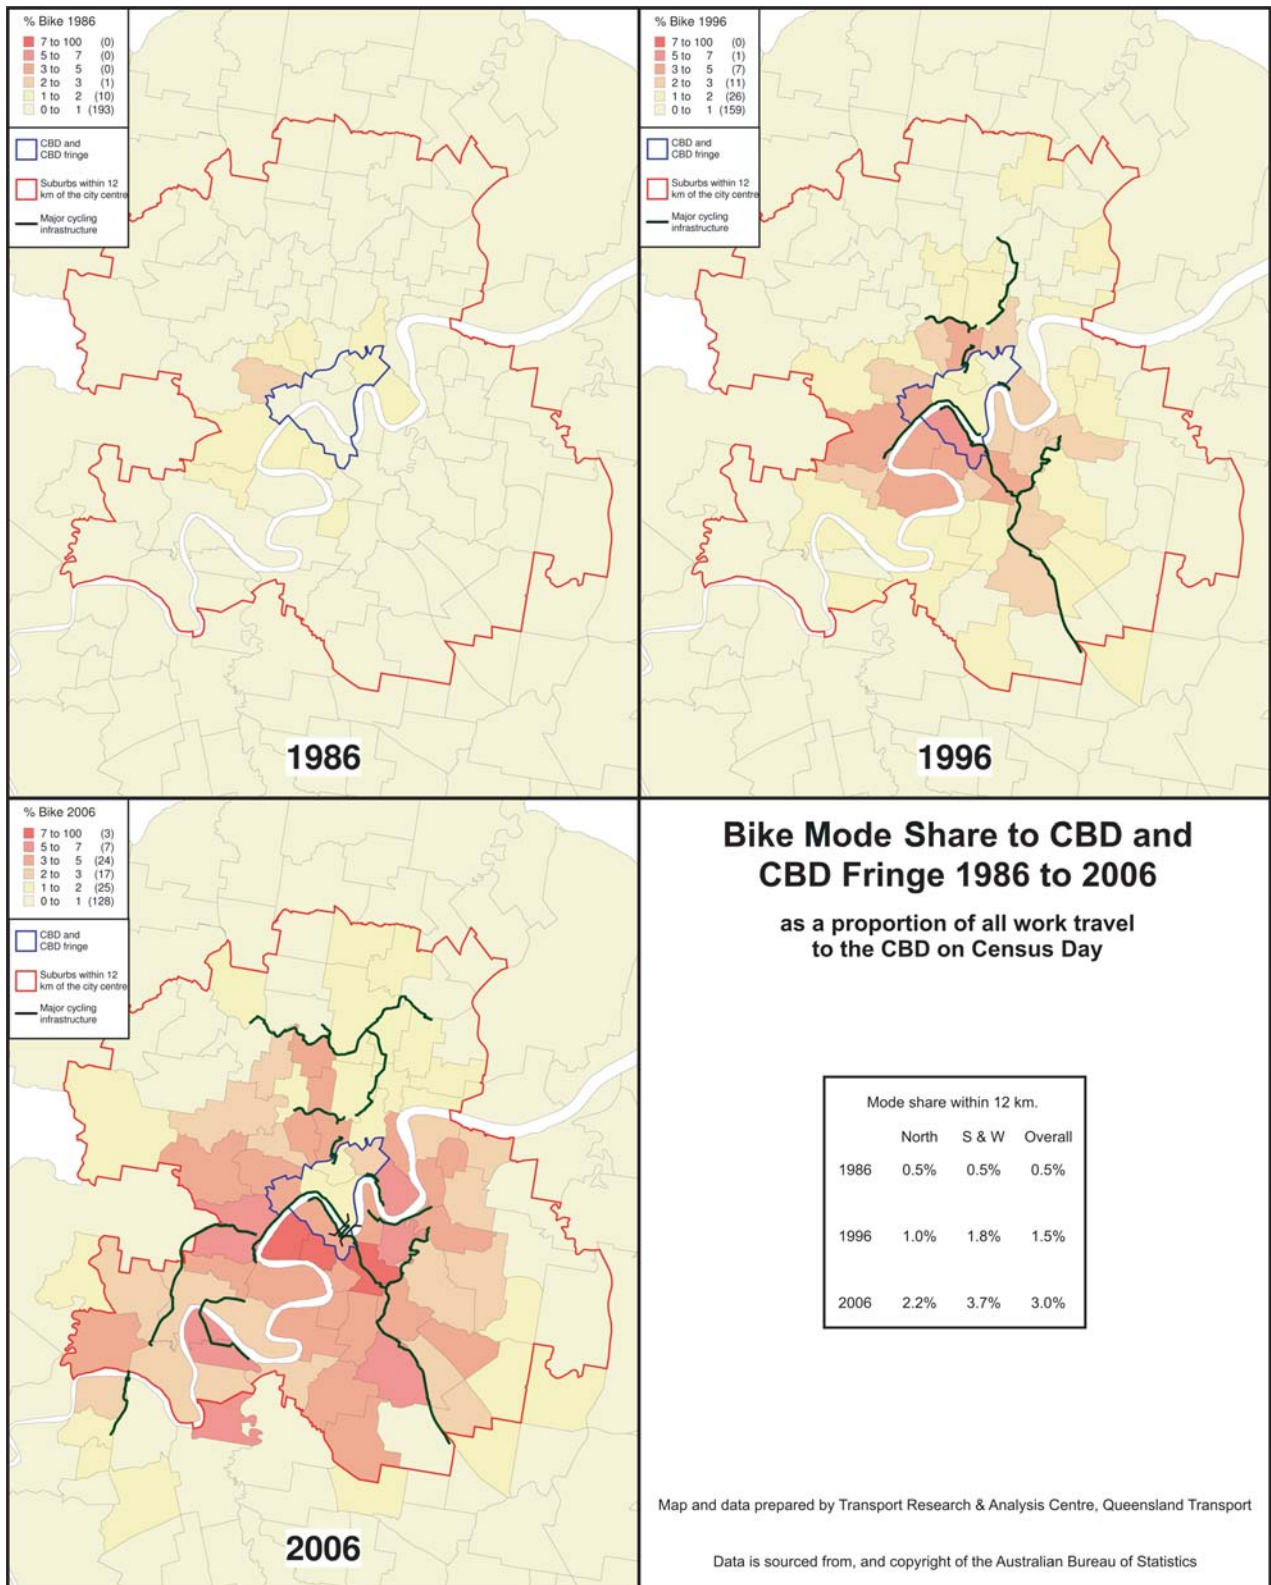 % Bike 1986
7 to 100 (0)
5 to 7 (0)
3 to 5 (0)
2 to 3 (1)
1 to 2 (10)
0 to 1 (193)
CBD and
CBD fringe
Suburbs within 12
km of the city centre
Major cycling
infrastructure
1986
% Bike 1996
7 to 100 (0)
5 to 7 (1)
3 to 5 (7)
2 to 3 (11)
1 to 2 (26)
0 to 1 (159)
CBD and
CBD fringe
Suburbs within 12
km of the city centre
Major cycling
infrastructure
1996
% Bike 2006
7 to 100 (3)
5 to 7 (7)
3 to 5 (24)
2 to 3 (17)
1 to 2 (25)
0 to 1 (128)
CBD and
CBD fringe
Suburbs within 12
km of the city centre
Major cycling
infrastructure
2006
Bike Mode Share to CBD and
CBD Fringe 1986 to 2006
as a proportion of all work travel
to the CBD on Census Day
Mode share within 12 km.
North S & W Overall
1986 0.5% 0.5% 0.5%
1996 1.0% 1.8% 1.5%
2006 2.2% 3.7% 3.0%
Map and data prepared by Transport Research & Analysis Centre, Queensland Transport
Data is sourced from, and copyright of the Australian Bureau of Statistics